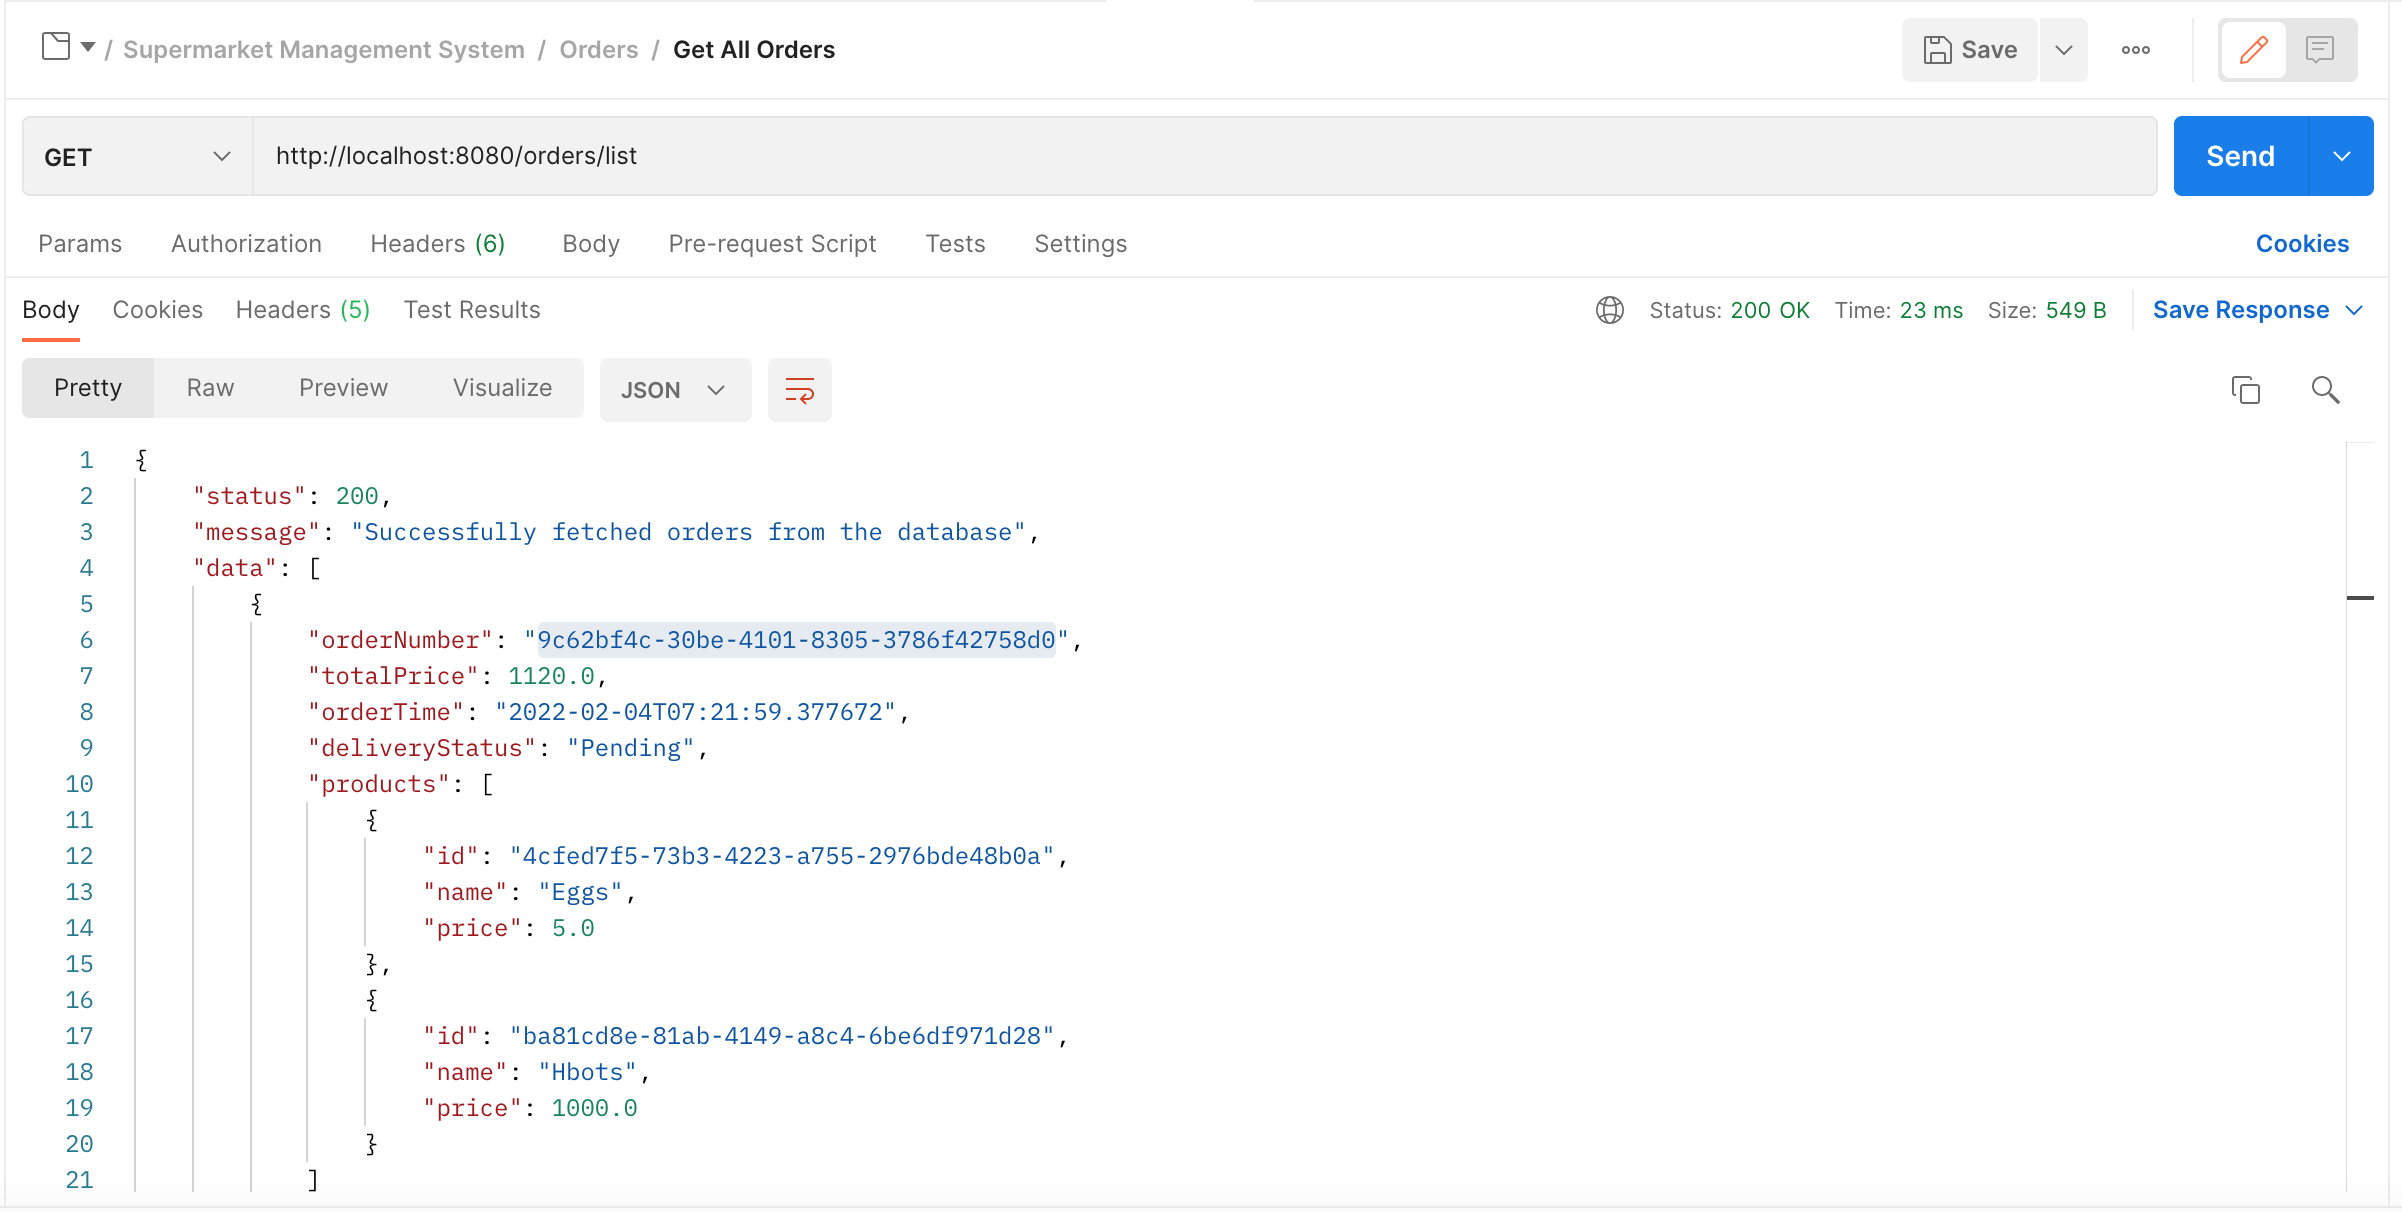 / Supermarket Management System / Orders / Get All Orders Save
GET http://localhost:8080/orders/list Send
Params Authorization Headers (6) Body Pre-request Script Tests Settings Cookies
Body Cookies Headers (5) Test Results Status: 200 OK Time: 23 ms Size: 549 B Save Response
Pretty Raw Preview Visualize JSON
1 {
2 "status": 200,
3 "message": "Successfully fetched orders from the database",
4 "data": [
5 {
6 "orderNumber": "9c62bf4c-30be-4101-8305-3786f42758d0",
7 "totalPrice": 1120.0,
8 "orderTime": "2022-02-04T07:21:59.377672",
9 "deliveryStatus": "Pending",
10 "products": [
11 {
12 "id": "4cfed7f5-73b3-4223-a755-2976bde48b0a",
13 "name": "Eggs",
14 "price": 5.0
15 },
16 {
17 "id": "ba81cd8e-81ab-4149-a8c4-6be6df971d28",
18 "name": "Hbots",
19 "price": 1000.0
20 }
21 ]